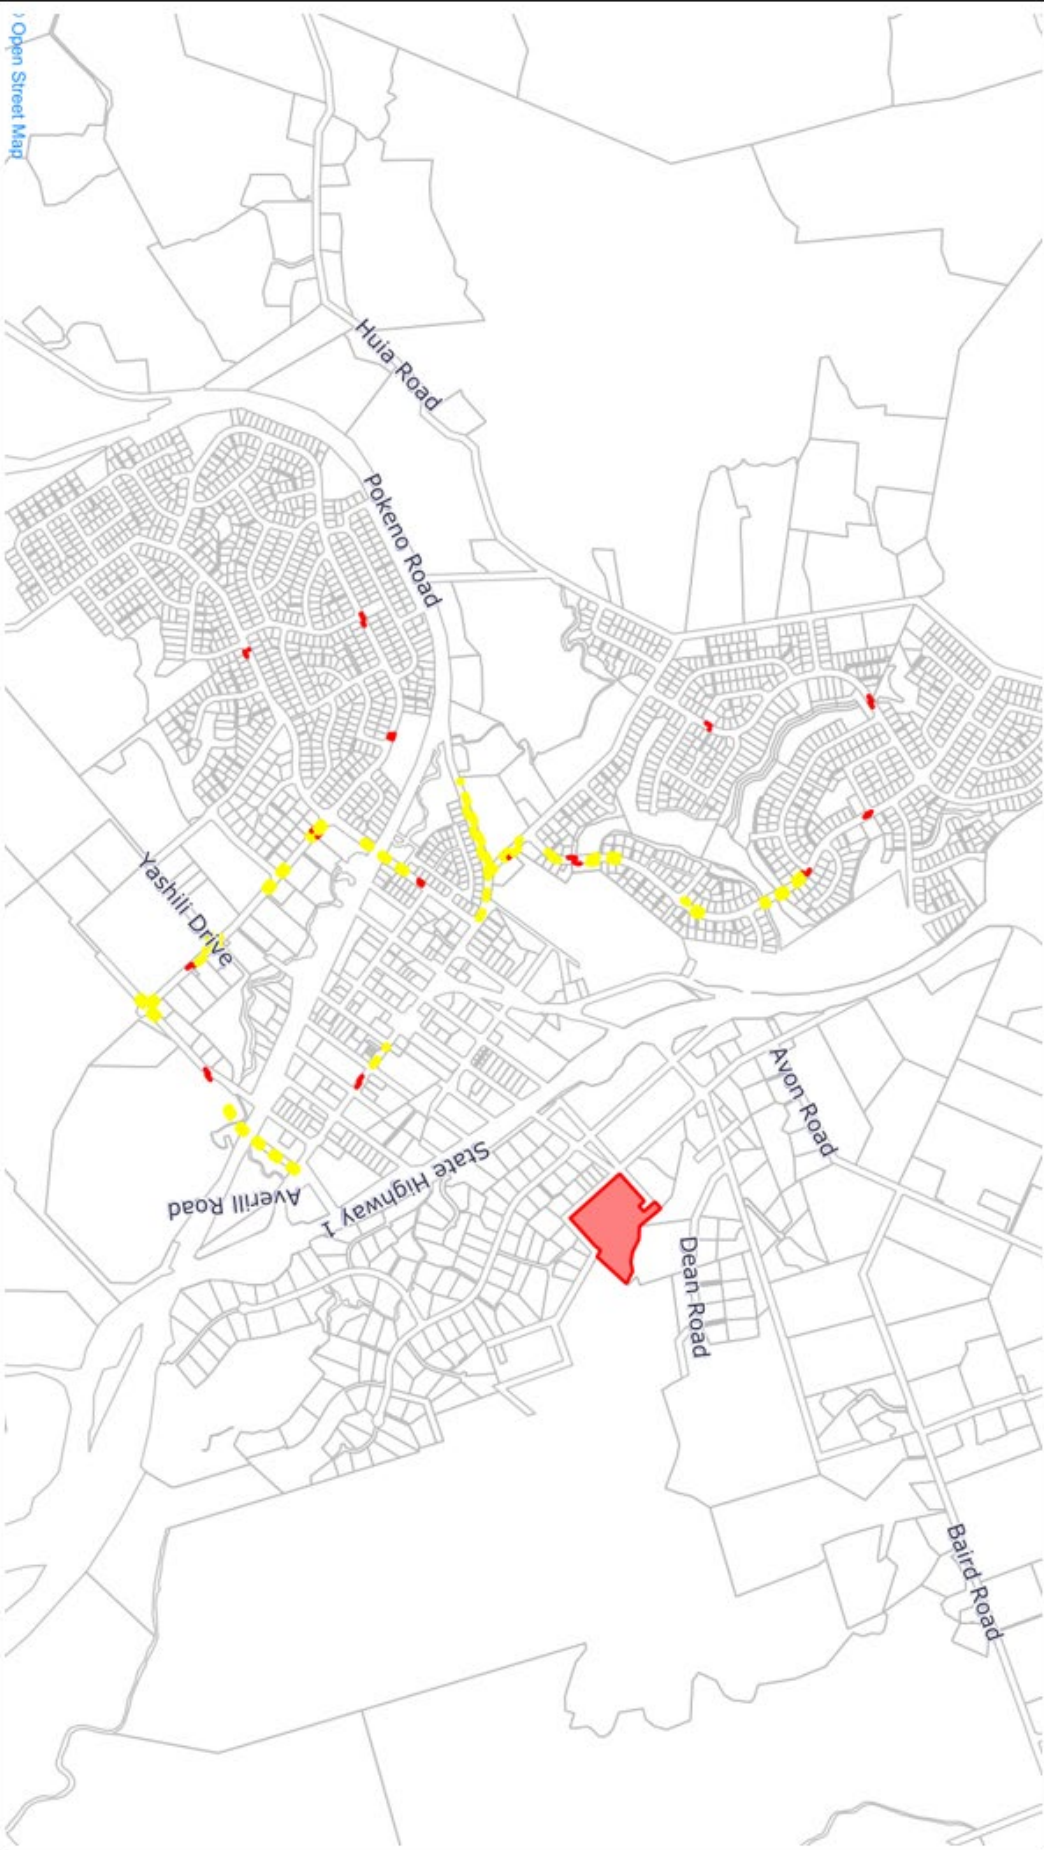 ) Open Street Map
Huia Road
Pokeno Road
Yashili Drive
Avon Road
State Highway 1
Averill Road
Dean Road
Baird Road